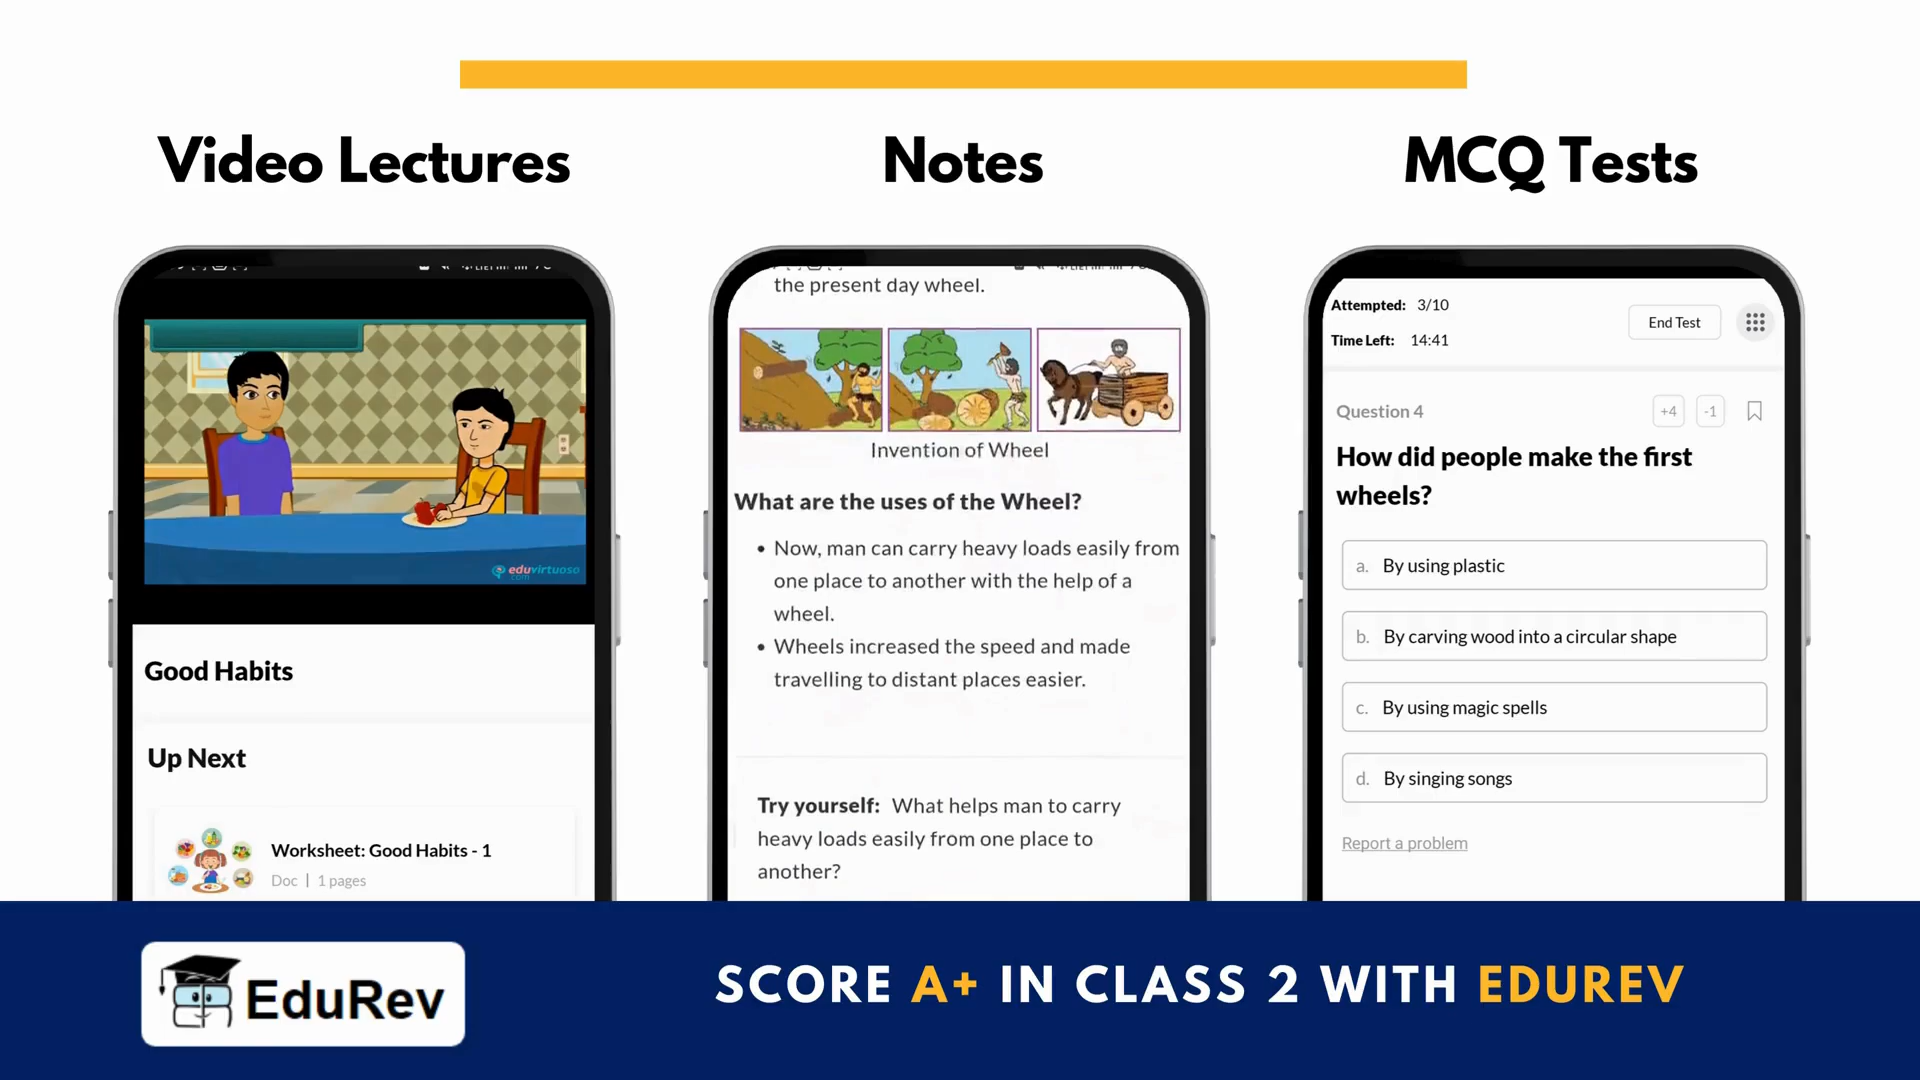 Video Lectures
Notes
MCQ Tests
eduvirtuoso
com
Good Habits
Up Next
Worksheet: Good Habits - 1
Doc | 1 pages
the present day wheel.
Invention of Wheel
What are the uses of the Wheel?
• Now, man can carry heavy loads easily from
one place to another with the help of a
wheel.
• Wheels increased the speed and made
travelling to distant places easier.
Try yourself: What helps man to carry
heavy loads easily from one place to
another?
Attempted: 3/10
End Test
Time Left: 14:41
Question 4
+4
-1
How did people make the first
wheels?
a. By using plastic
b. By carving wood into a circular shape
c. By using magic spells
d. By singing songs
Report a problem
EduRev
SCORE A+ IN CLASS 2 WITH EDUREV